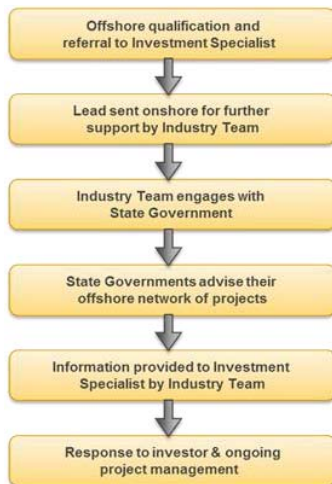 Offshore qualification and
referral to Investment Specialist
Lead sent onshore for further
support by Industry Team
Industry Team engages with
State Government
State Governments advise their
offshore network of projects
Information provided to Investment
Specialist by Industry Team
Response to investor & ongoing
project management